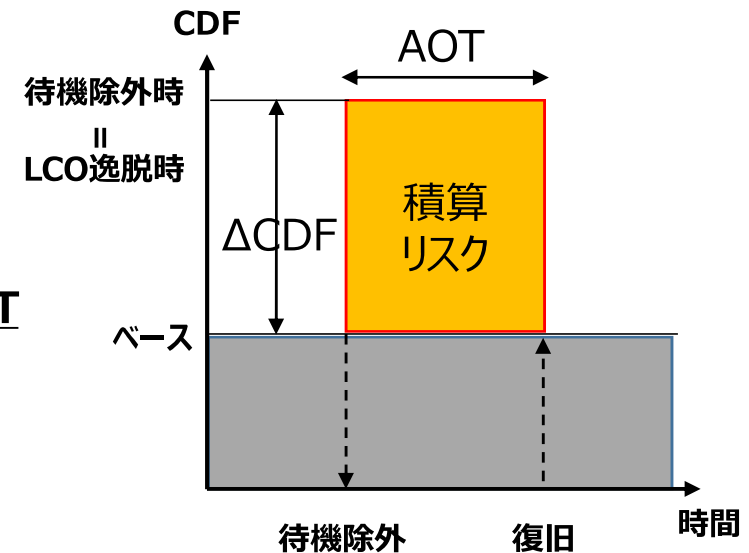 CDF
AOT
待機除外時
=
LCO逸脱時
積算
リスク
ΔCDF
T
ベース
待機除外
復旧
時間